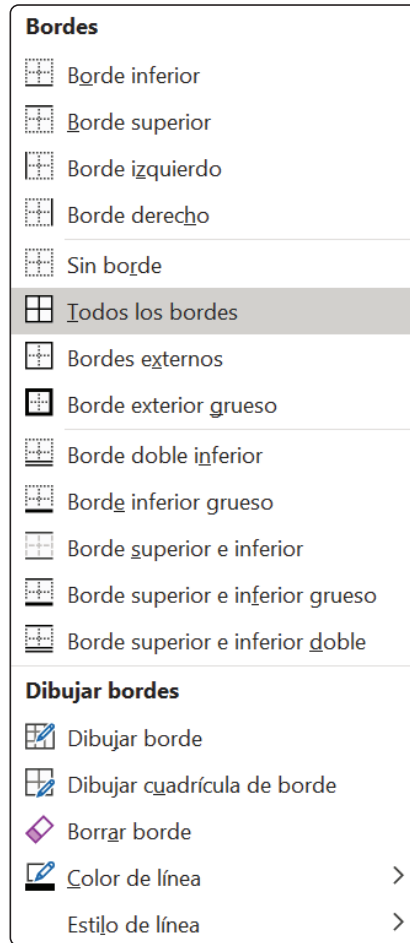 Bordes
Borde inferior
Borde superior
Borde izquierdo
Borde derecho
Sin borde
Todos los bordes
Bordes externos
Borde exterior grueso
Borde doble inferior
Borde inferior grueso
Borde superior e inferior
Borde superior e inferior grueso
Borde superior e inferior doble
Dibujar bordes
Dibujar borde
Dibujar cuadrícula de borde
Borrar borde
Color de línea
Estilo de línea